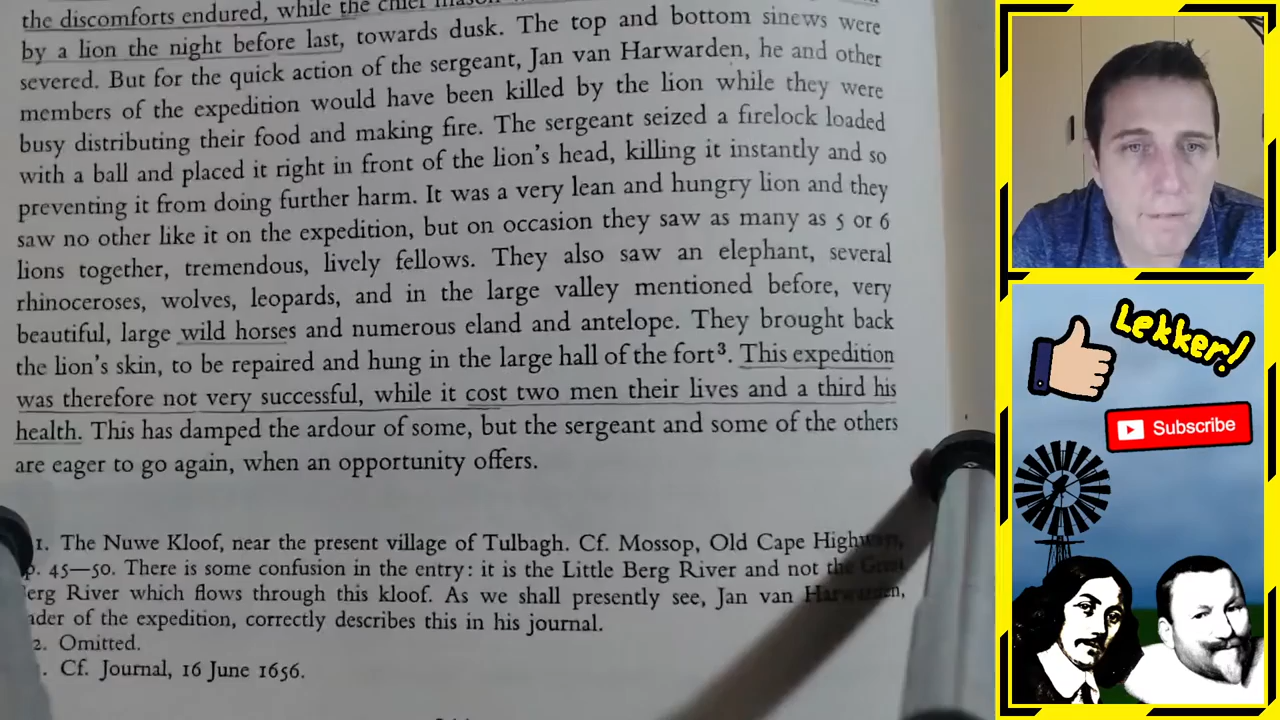 the discomforts endured, while the chief mason
by a lion the night before last, towards dusk. The top and bottom sinews were
severed. But for the quick action of the sergeant, Jan van Harwarden, he and other
members of the expedition would have been killed by the lion while they were
busy distributing their food and making fire. The sergeant seized a firelock loaded
with a ball and placed it right in front of the lion's head, killing it instantly and so
preventing it from doing further harm. It was a very lean and hungry lion and they
saw no other like it on the expedition, but on occasion they saw as many as 5 or 6
lions together, tremendous, lively fellows. They also saw an elephant, several
rhinoceroses, wolves, leopards, and in the large valley mentioned before, very
beautiful, large wild horses and numerous eland and antelope. They brought back
the lion's skin, to be repaired and hung in the large hall of the fort³. This expedition
was therefore not very successful, while it cost two men their lives and a third his
health. This has damped the ardour of some, but the sergeant and some of the others
are eager to go again, when an opportunity offers.
1. The Nuwe Kloof, near the present village of Tulbagh. Cf. Mossop, Old Cape Highway,
p. 45—50. There is some confusion in the entry: it is the Little Berg River and not the Great
erg River which flows through this kloof. As we shall presently see, Jan van Harwarden,
ader of the expedition, correctly describes this in his journal.
2. Omitted.
. Cf. Journal, 16 June 1656.
Lekker!
Subscribe